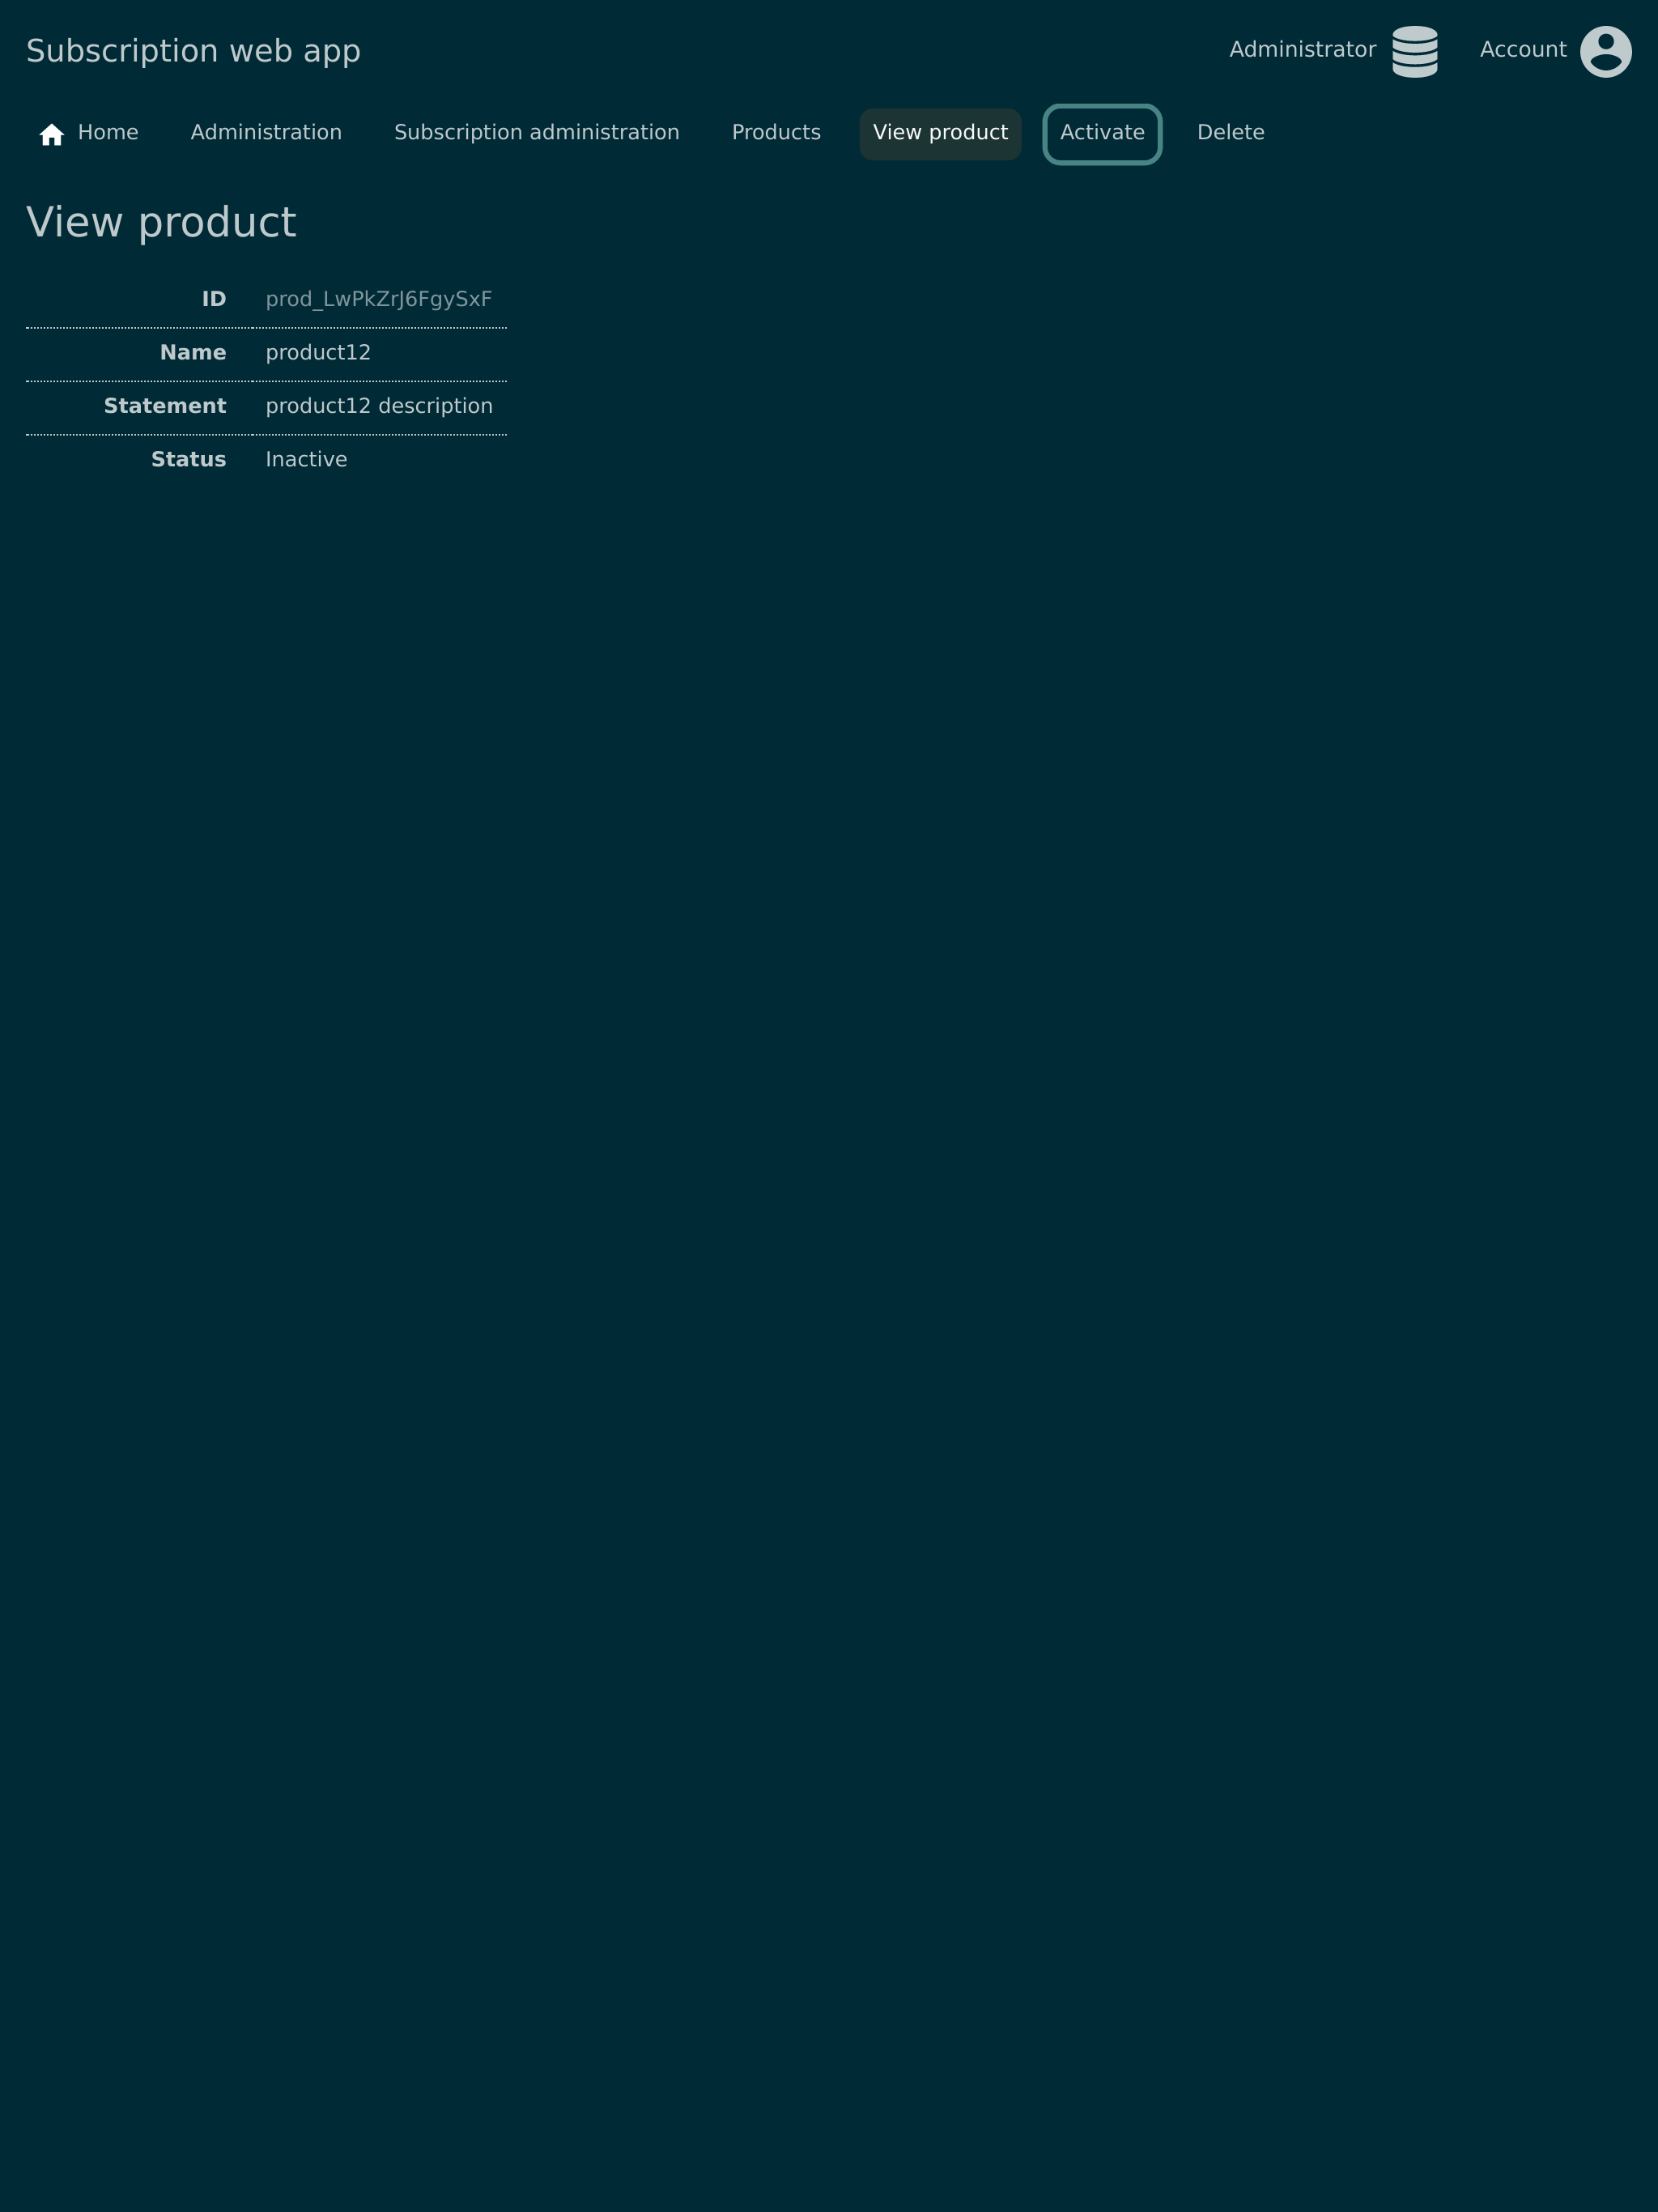 Subscription web app
Administrator
Account
Home
Administration
Subscription administration
Products
View product
Activate
Delete
View product
ID prod_LwPkZrJ6FgySxF
Name product12
Statement product12 description
Status Inactive